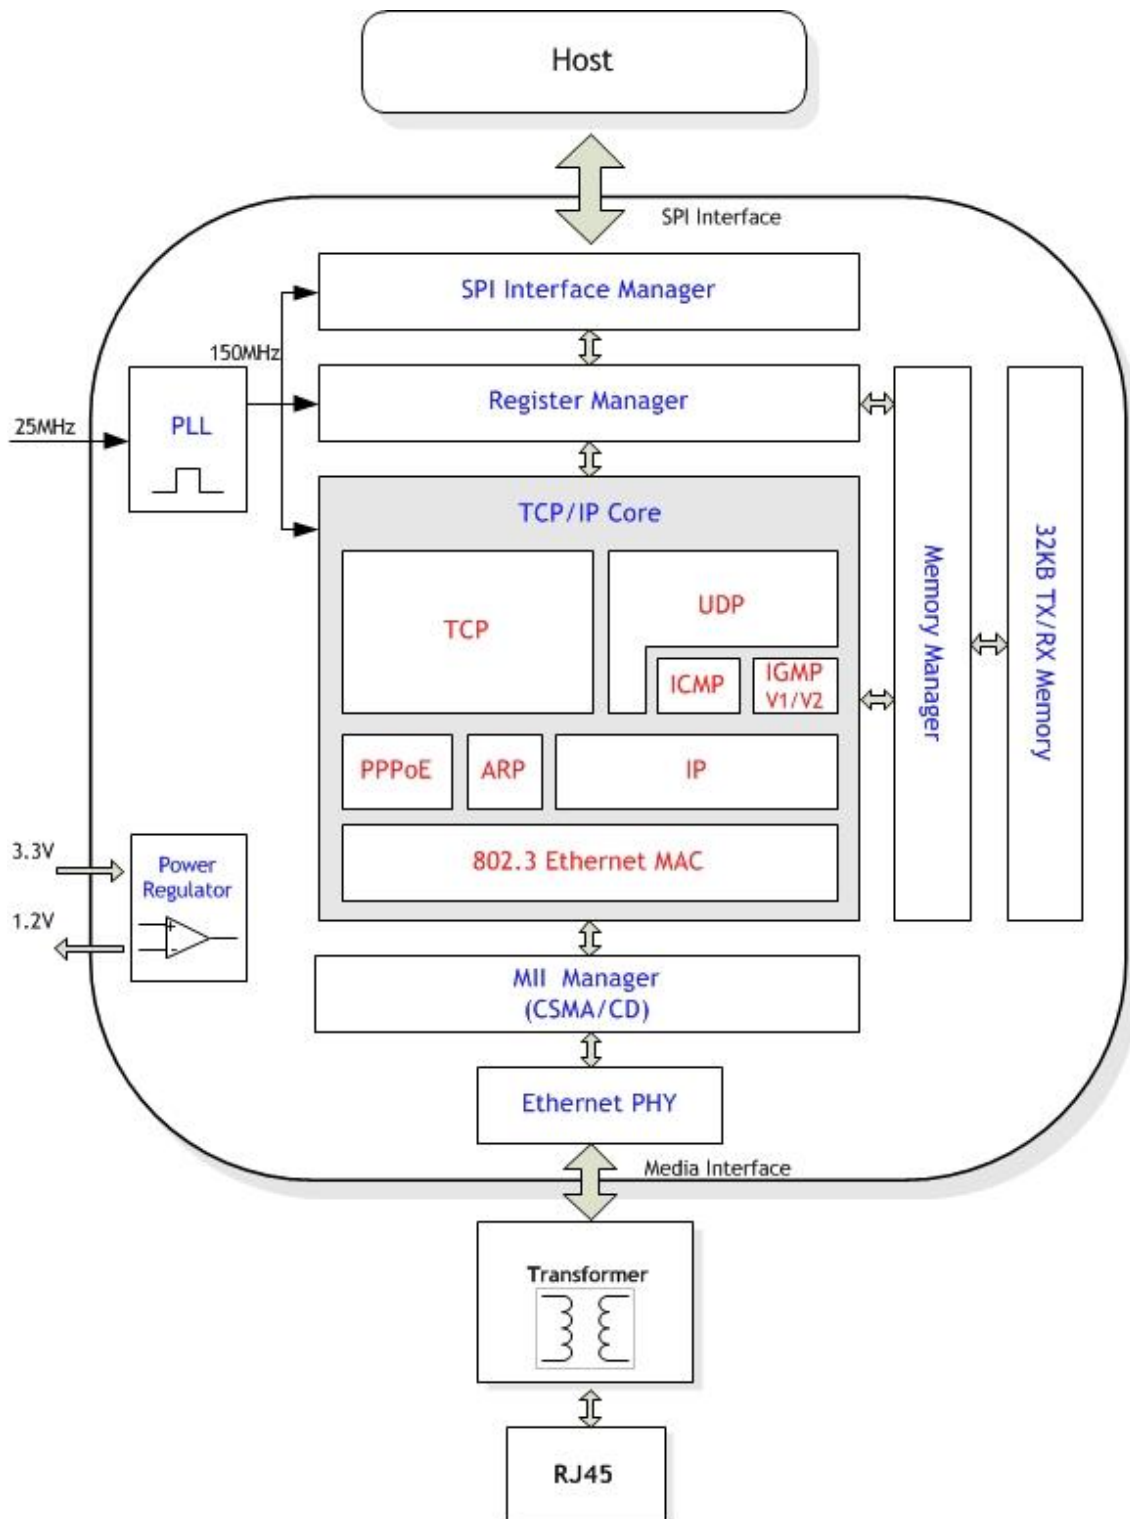 Host
SPI Interface
SPI Interface Manager
150MHz
Register Manager
25MHz
PLL
TCP/IP Core
TCP
UDP
ICMP
IGMP
V1/V2
PPPoE
ARP
IP
802.3 Ethernet MAC
Memory Manager
32KB TX/RX Memory
3.3V
1.2V
Power
Regulator
+
-
MII Manager
(CSMA/CD)
Ethernet PHY
Media Interface
Transformer
RJ45